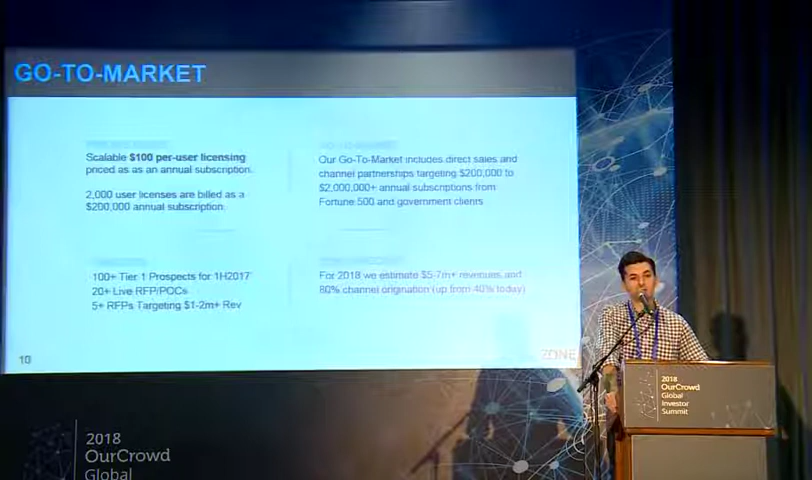 GO-TO-MARKET
Scalable $100 per-user licensing
priced as as an annual subscription.
2,000 user licenses are billed as a
$200,000 annual subscription.
Our Go-To-Market includes direct sales and
channel partnerships targeting $200,000 to
$2,000,000+ annual subscriptions from
Fortune 500 and government clients
100+ Tier 1 Prospects for 1H2017
20+ Live RFP/POCs
5+ RFPs Targeting $1-2m+ Rev
For 2018 we estimate $5-7m+ revenues and
80% channel origination (up from 40% today)
10
ZONE
2018
OurCrowd
Global
Investor
Summit
2018
OurCrowd
Global